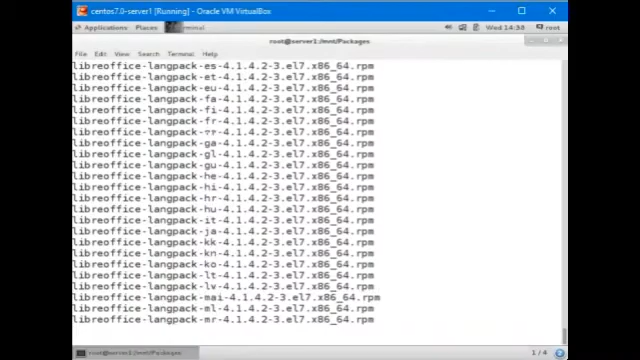 centos7.0-server1 [Running] - Oracle VM VirtualBox
Applications Places Terminal Wed 14:38 root
root@server1:/mnt/Packages
File Edit View Search Terminal Help
libreoffice-langpack-es-4.1.4.2-3.el7.x86_64.rpm
libreoffice-langpack-et-4.1.4.2-3.el7.x86_64.rpm
libreoffice-langpack-eu-4.1.4.2-3.el7.x86_64.rpm
libreoffice-langpack-fa-4.1.4.2-3.el7.x86_64.rpm
libreoffice-langpack-fi-4.1.4.2-3.el7.x86_64.rpm
libreoffice-langpack-fr-4.1.4.2-3.el7.x86_64.rpm
libreoffice-langpack-ga-4.1.4.2-3.el7.x86_64.rpm
libreoffice-langpack-gl-4.1.4.2-3.el7.x86_64.rpm
libreoffice-langpack-gu-4.1.4.2-3.el7.x86_64.rpm
libreoffice-langpack-he-4.1.4.2-3.el7.x86_64.rpm
libreoffice-langpack-hi-4.1.4.2-3.el7.x86_64.rpm
libreoffice-langpack-hr-4.1.4.2-3.el7.x86_64.rpm
libreoffice-langpack-hu-4.1.4.2-3.el7.x86_64.rpm
libreoffice-langpack-it-4.1.4.2-3.el7.x86_64.rpm
libreoffice-langpack-ja-4.1.4.2-3.el7.x86_64.rpm
libreoffice-langpack-kk-4.1.4.2-3.el7.x86_64.rpm
libreoffice-langpack-kn-4.1.4.2-3.el7.x86_64.rpm
libreoffice-langpack-ko-4.1.4.2-3.el7.x86_64.rpm
libreoffice-langpack-lt-4.1.4.2-3.el7.x86_64.rpm
libreoffice-langpack-lv-4.1.4.2-3.el7.x86_64.rpm
libreoffice-langpack-mai-4.1.4.2-3.el7.x86_64.rpm
libreoffice-langpack-ml-4.1.4.2-3.el7.x86_64.rpm
libreoffice-langpack-mr-4.1.4.2-3.el7.x86_64.rpm
root@server1:/mnt/Packages 1 / 4